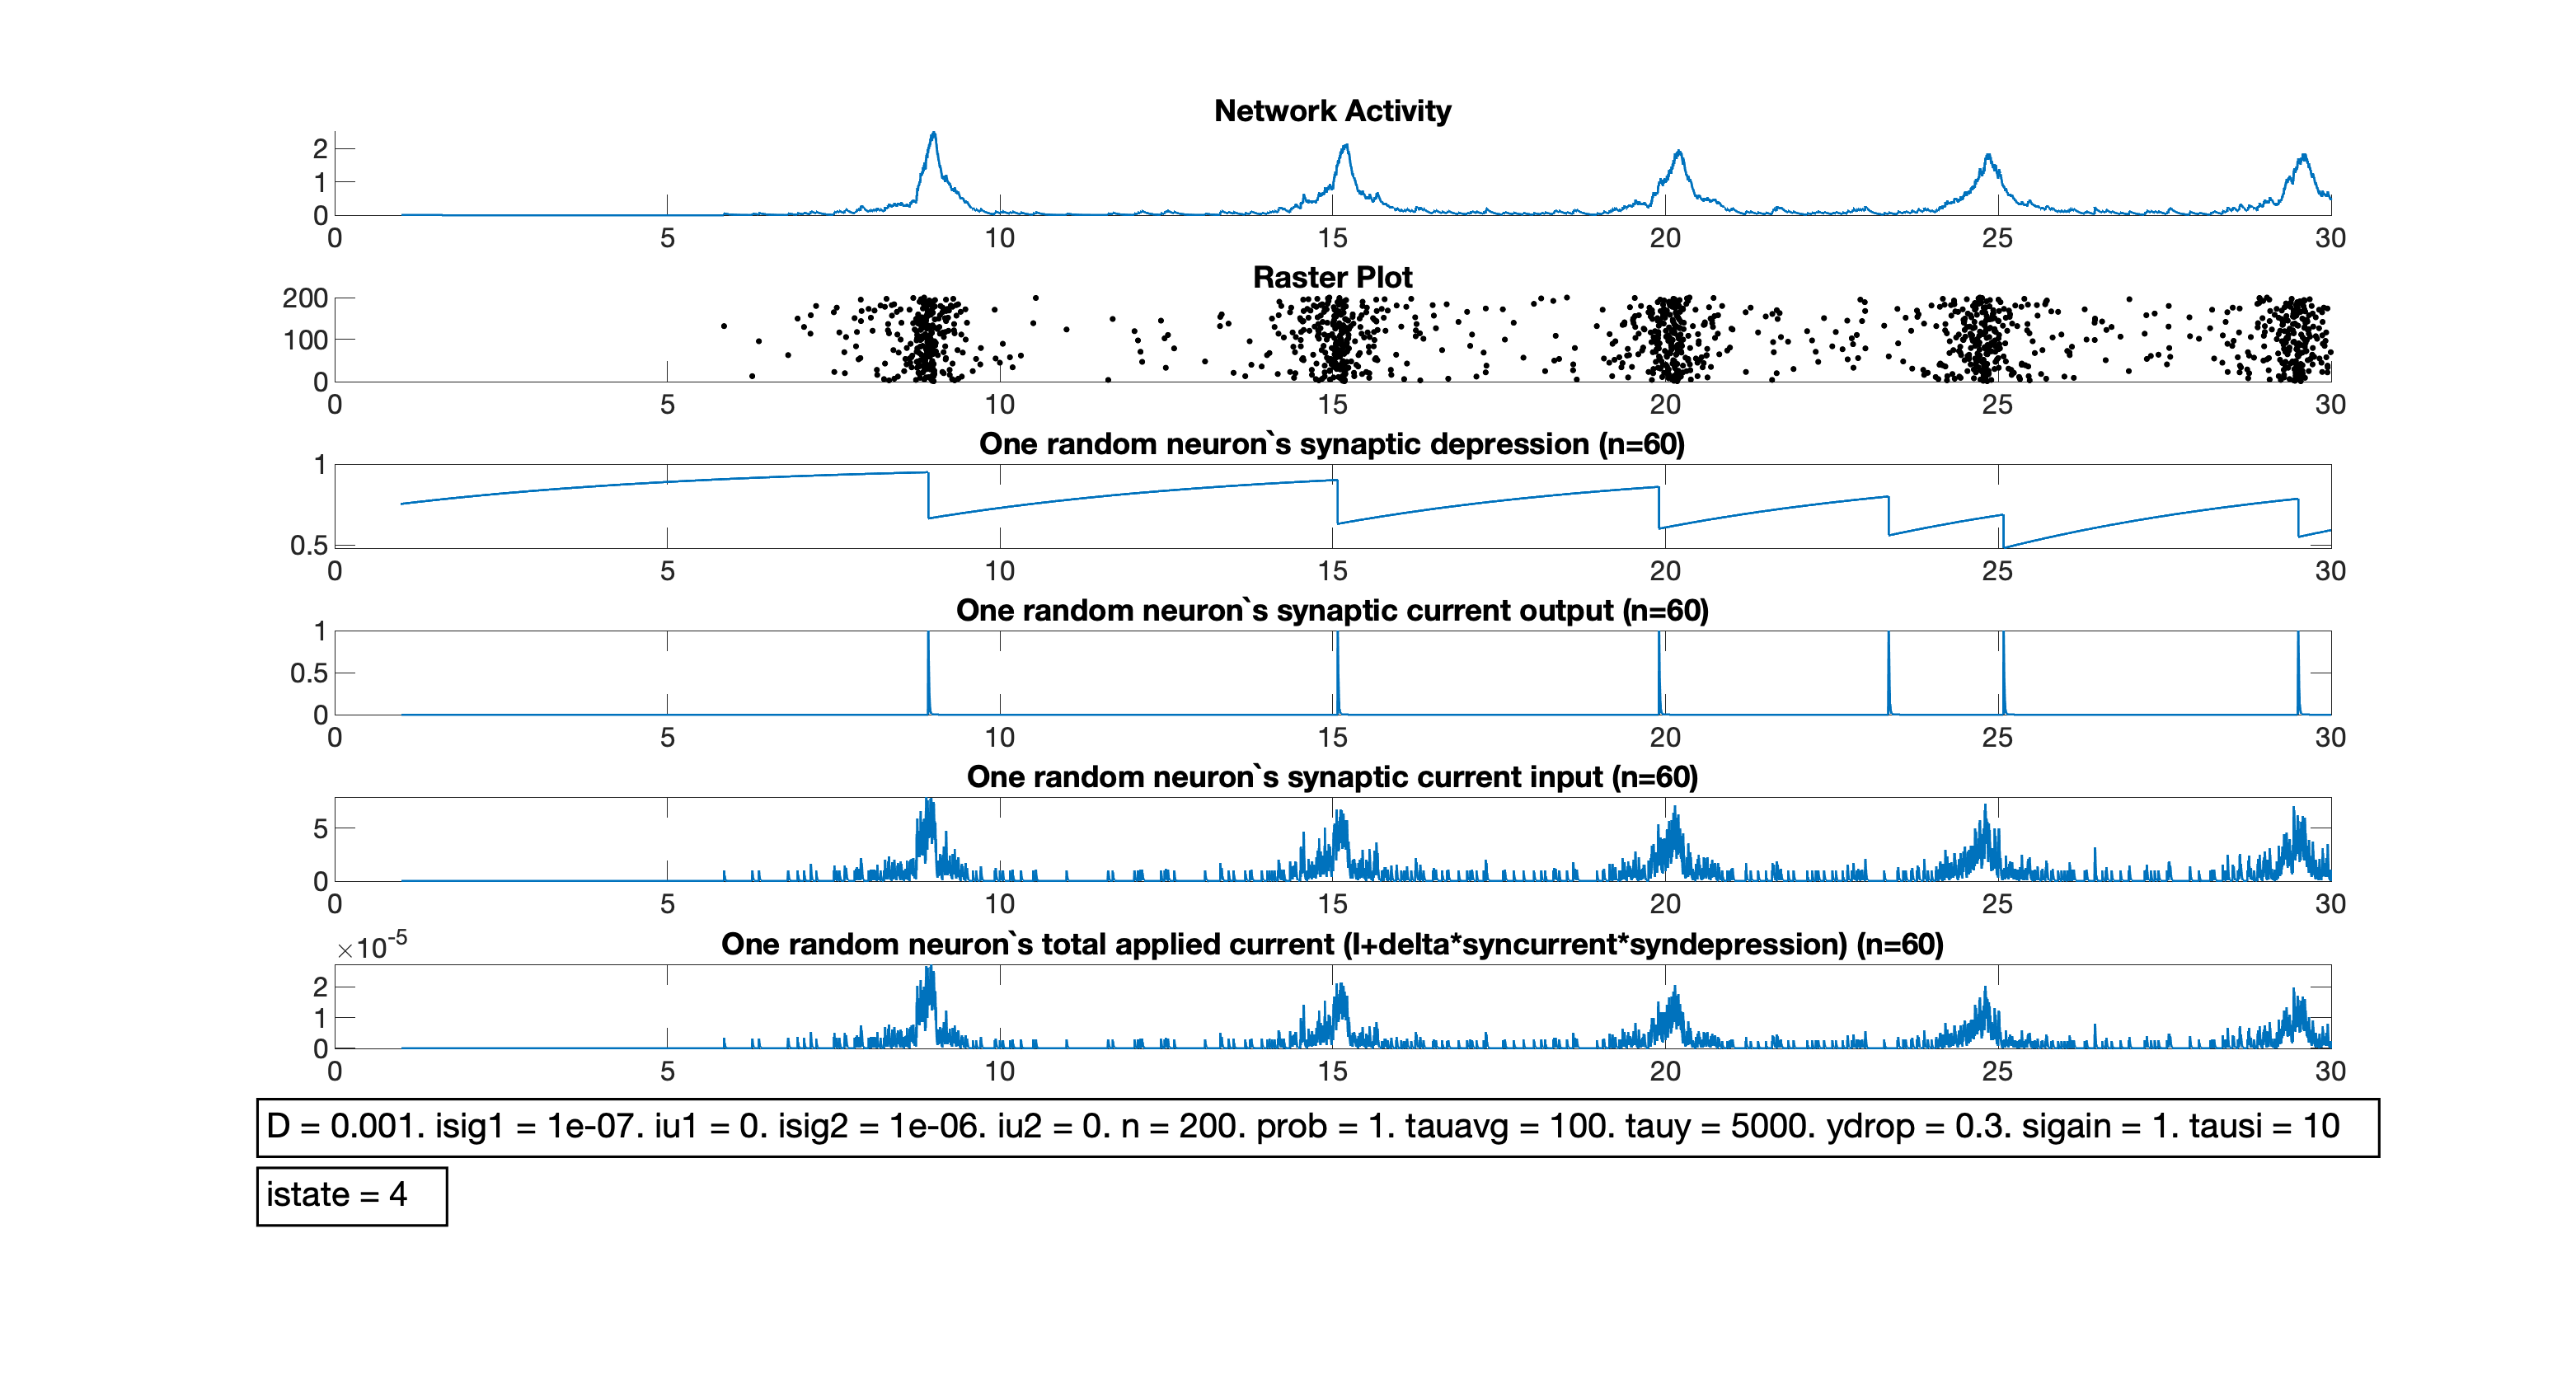 Network Activity
2
1
0
0 5 10 15 20 25 30
Raster Plot
200
100
0
0 5 10 15 20 25 30
One random neuron`s synaptic depression (n=60)
1
0.5
0 5 10 15 20 25 30
One random neuron`s synaptic current output (n=60)
1
0.5
0
0 5 10 15 20 25 30
One random neuron`s synaptic current input (n=60)
5
0
0 5 10 15 20 25 30
×10⁻⁵ One random neuron`s total applied current (I+delta*syncurrent*syndepression) (n=60)
2
1
0
0 5 10 15 20 25 30
D = 0.001. isig1 = 1e-07. iu1 = 0. isig2 = 1e-06. iu2 = 0. n = 200. prob = 1. tauavg = 100. tauy = 5000. ydrop = 0.3. sigain = 1. tausi = 10
istate = 4